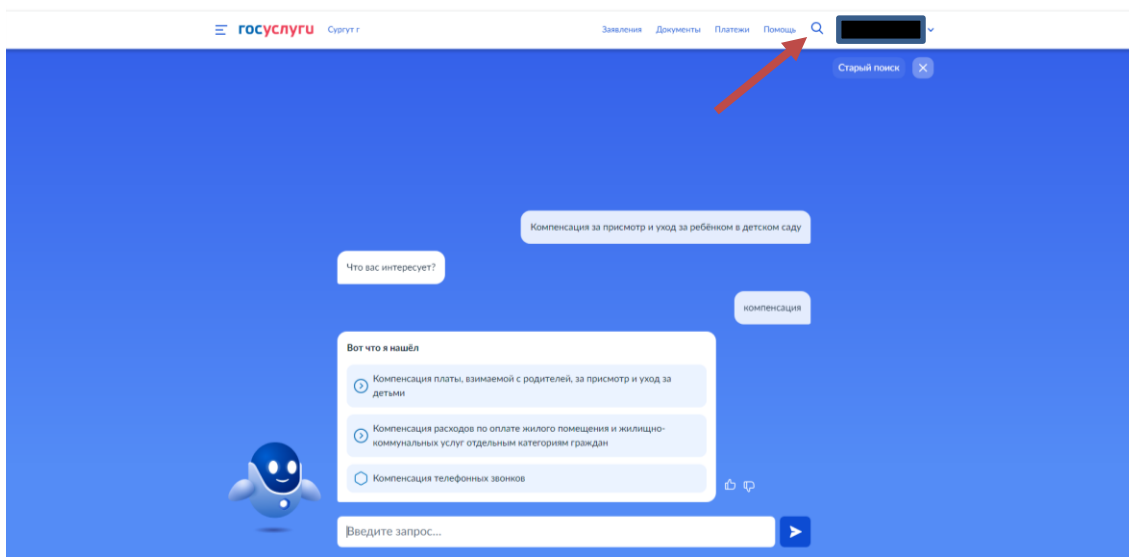 госуслуги Сургут г Заявления Документы Платежи Помощь
Старый поиск
Компенсация за присмотр и уход за ребёнком в детском саду
Что вас интересует?
компенсация
Вот что я нашёл
Компенсация платы, взимаемой с родителей, за присмотр и уход за
детьми
Компенсация расходов по оплате жилого помещения и жилищно-
коммунальных услуг отдельным категориям граждан
Компенсация телефонных звонков
Введите запрос...